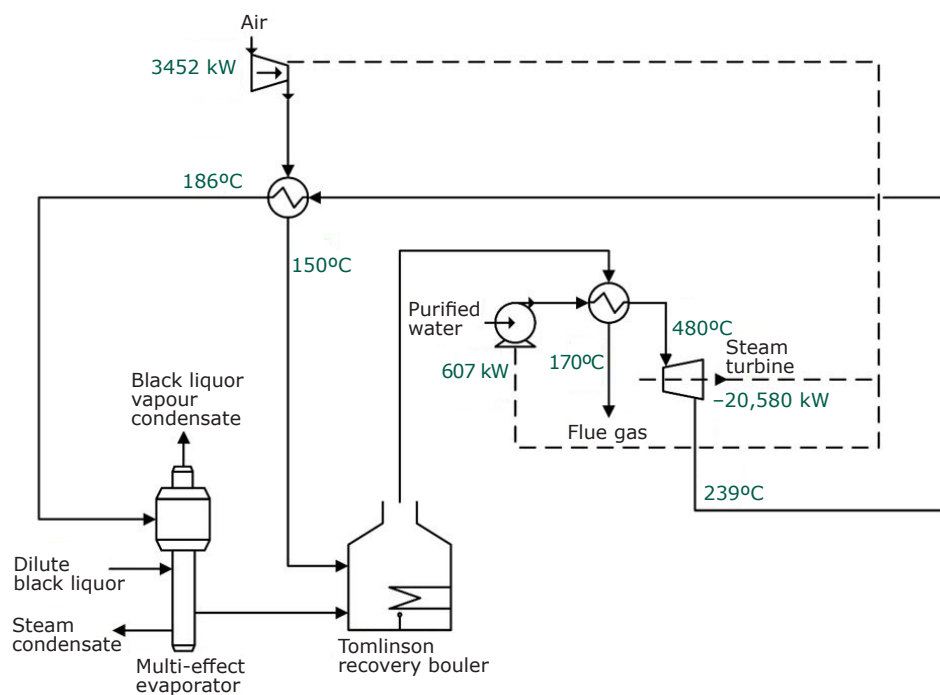 Air
3452 kW
186ºC
150ºC
Purified
water
607 kW
170ºC
480ºC
Steam
turbine
–20,580 kW
Flue gas
239ºC
Black liquor
vapour
condensate
Dilute
black liquor
Steam
condensate
Multi-effect
evaporator
Tomlinson
recovery bouler